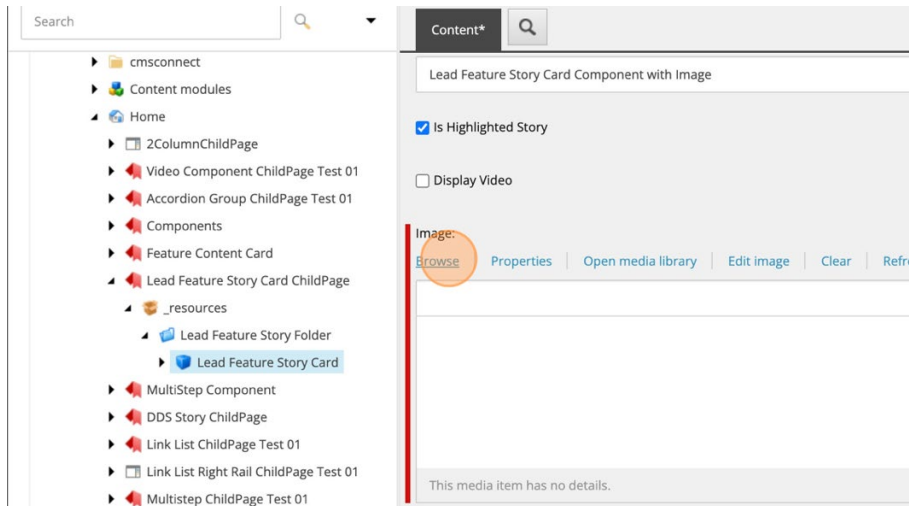 Search
cmsconnect
Content modules
Home
2ColumnChildPage
Video Component ChildPage Test 01
Accordion Group ChildPage Test 01
Components
Feature Content Card
Lead Feature Story Card ChildPage
_resources
Lead Feature Story Folder
Lead Feature Story Card
MultiStep Component
DDS Story ChildPage
Link List ChildPage Test 01
Link List Right Rail ChildPage Test 01
Multistep ChildPage Test 01
Content*
Lead Feature Story Card Component with Image
Is Highlighted Story
Display Video
Image:
Browse Properties Open media library Edit image Clear Refr
This media item has no details.